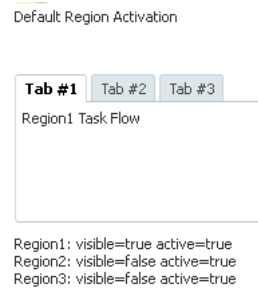 Default Region Activation
Tab #1 Tab #2 Tab #3
Region1 Task Flow
Region1: visible=true active=true
Region2: visible=false active=true
Region3: visible=false active=true